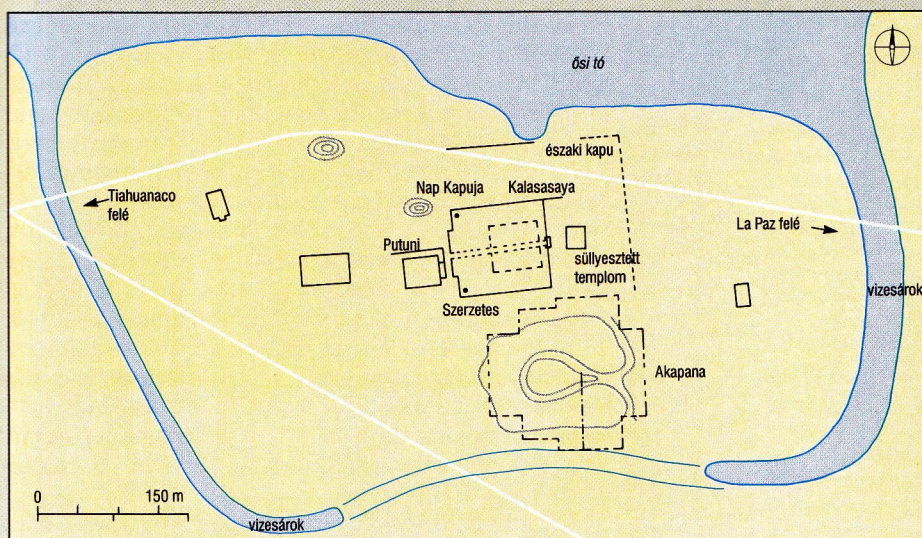 ősi tó
északi kapu
Tiahuanaco
felé
Nap Kapuja
Kalasasaya
La Paz felé
Putuni
süllyesztett
templom
vizesárok
Szerzetes
Akapana
0
150 m
vizesárok